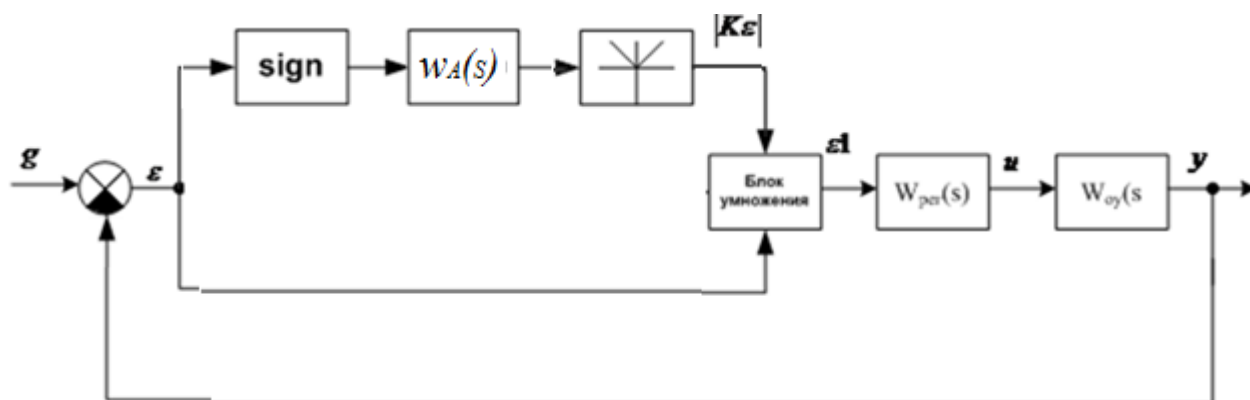 |Kε|
sign
WA(S)
g
ε
ε1
u
y
Блок
умножения
Wрег(s)
Wоу(s